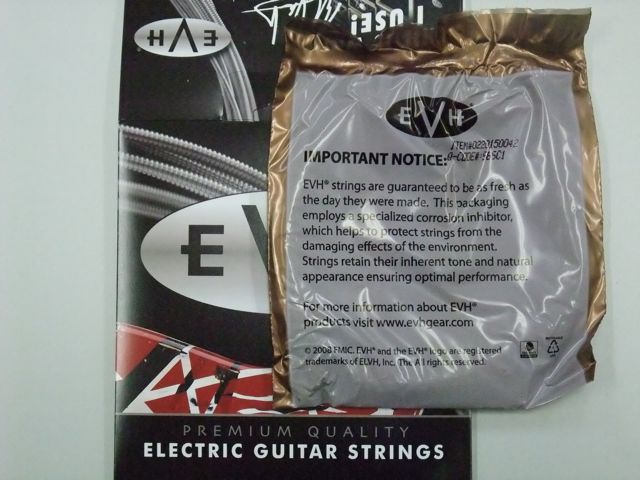 I USE!
EVH
EVH
ITEM#0220150042
IMPORTANT NOTICE:
EVH® strings are guaranteed to be as fresh as
the day they were made. This packaging
employs a specialized corrosion inhibitor,
which helps to protect strings from the
damaging effects of the environment.
Strings retain their inherent tone and natural
appearance ensuring optimal performance.
For more information about EVH®
products visit www.evhgear.com
© 2008 FMIC. EVH® and the EVH® logo are registered
trademarks of ELVH, Inc. The All rights reserved.
EV
PREMIUM QUALITY
ELECTRIC GUITAR STRINGS